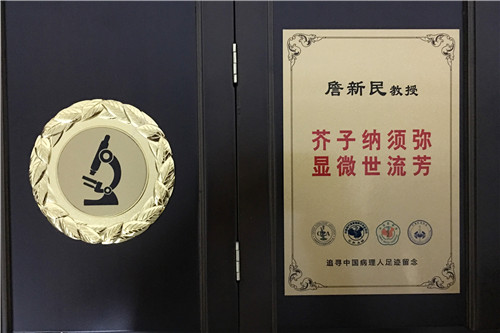 詹新民教授
芥子纳须弥
显微世流芳
追寻中国病理人足迹留念